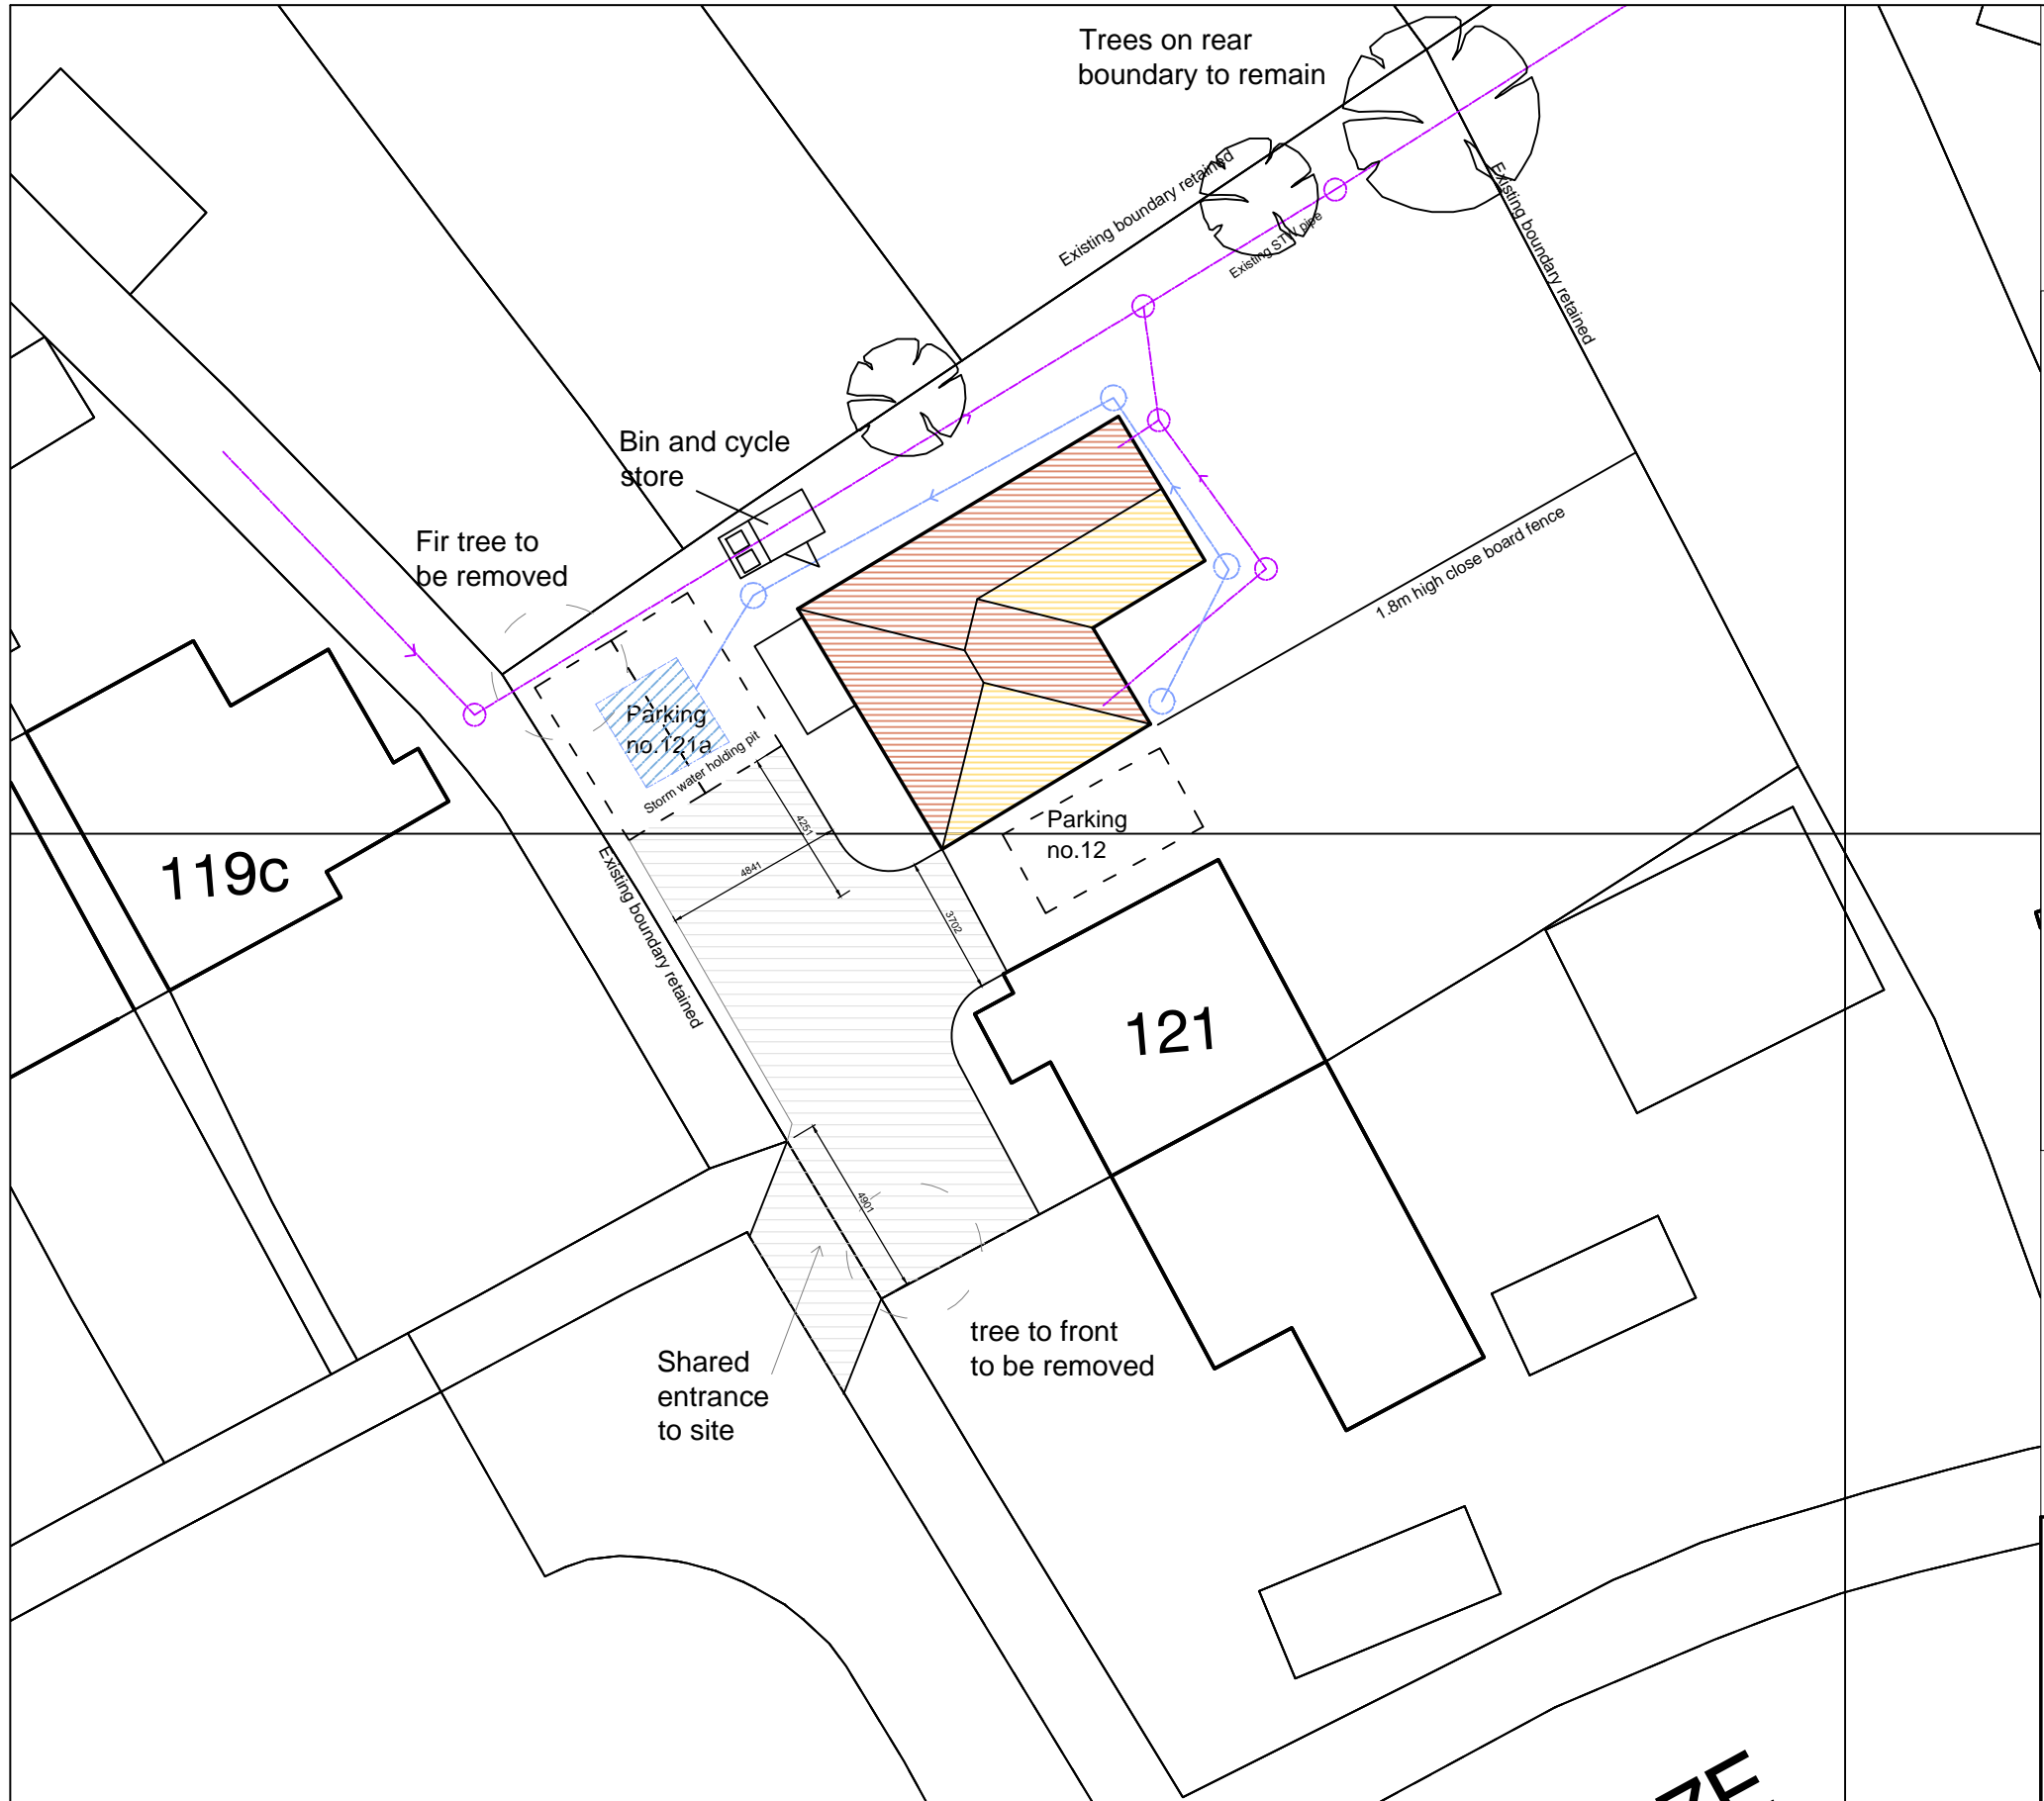 Trees on rear
boundary to remain
Existing boundary retained
Existing STW pipe
Existing boundary retained
Bin and cycle
store
Fir tree to
be removed
1.8m high close board fence
Parking
no.121a
Storm water holding pit
4251
4841
Parking
no.12
3702
119c
Existing boundary retained
121
4901
tree to front
to be removed
Shared
entrance
to site
ZE